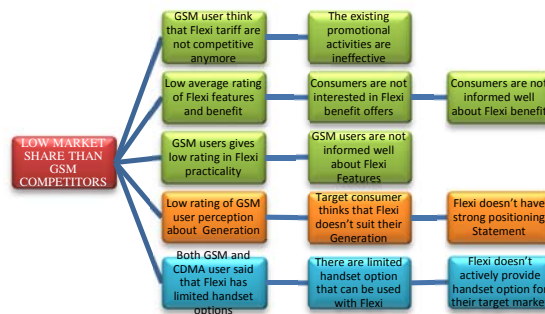 GSM user think
that Flexi tariff are
not competitive
anymore
The existing
promotional
activities are
ineffective
Low average rating
of Flexi features
and benefit
Consumers are not
interested in Flexi
benefit offers
Consumers are not
informed well
about Flexi benefit
LOW MARKET
SHARE THAN
GSM
COMPETITORS
GSM users gives
low rating in Flexi
practicality
GSM users are not
informed well
about Flexi
Features
Low rating of GSM
user perception
about Generation
Target consumer
thinks that Flexi
doesn't suit their
Generation
Flexi doesn't have
strong positioning
Statement
Both GSM and
CDMA user said
that Flexi has
limited handset
options
There are limited
handset option
that can be used
with Flexi
Flexi doesn't
actively provide
handset option for
their target market